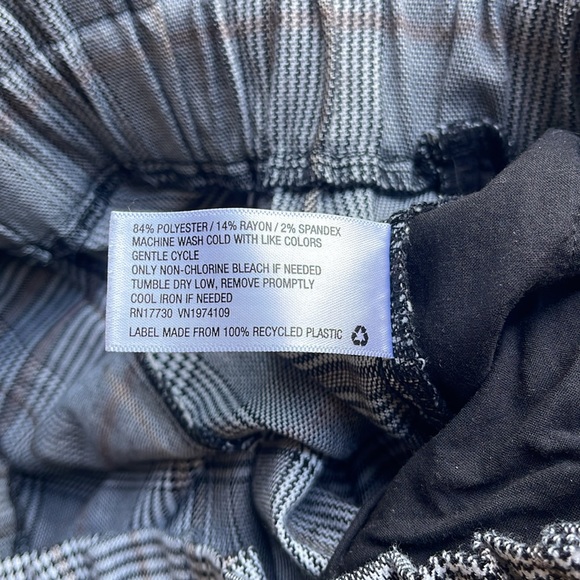 84% POLYESTER / 14% RAYON / 2% SPANDEX
MACHINE WASH COLD WITH LIKE COLORS
GENTLE CYCLE
ONLY NON-CHLORINE BLEACH IF NEEDED
TUMBLE DRY LOW, REMOVE PROMPTLY
COOL IRON IF NEEDED
RN17730 VN1974109
LABEL MADE FROM 100% RECYCLED PLASTIC